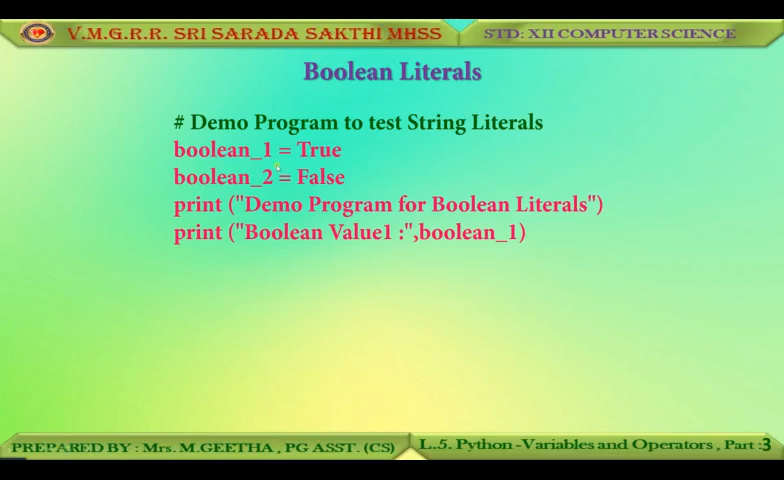 V.M.G.R.R. SRI SARADA SAKTHI MHSS
STD: XII COMPUTER SCIENCE
Boolean Literals
# Demo Program to test String Literals
boolean_1 = True
boolean_2 = False
print ("Demo Program for Boolean Literals")
print ("Boolean Value1 :",boolean_1)
PREPARED BY : Mrs. M.GEETHA , PG ASST. (CS)
L.5. Python -Variables and Operators , Part :3